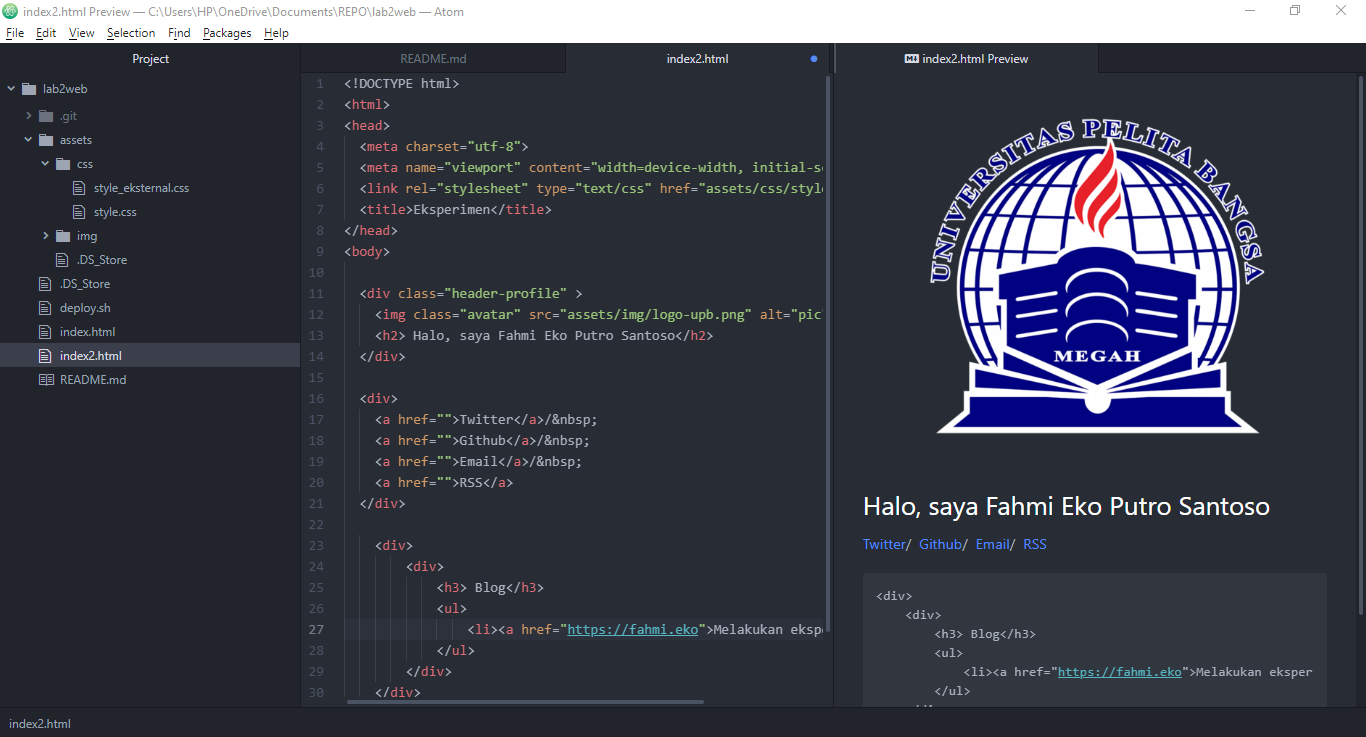 index2.html Preview — C:\Users\HP\OneDrive\Documents\REPO\lab2web — Atom
File Edit View Selection Find Packages Help
Project
lab2web
.git
assets
css
style_eksternal.css
style.css
img
.DS_Store
.DS_Store
deploy.sh
index.html
index2.html
README.md
README.md
index2.html
1 <!DOCTYPE html>
2 <html>
3 <head>
4 <meta charset="utf-8">
5 <meta name="viewport" content="width=device-width, initial-s
6 <link rel="stylesheet" type="text/css" href="assets/css/styl
7 <title>Eksperimen</title>
8 </head>
9 <body>
10
11 <div class="header-profile" >
12 <img class="avatar" src="assets/img/logo-upb.png" alt="pic
13 <h2> Halo, saya Fahmi Eko Putro Santoso</h2>
14 </div>
15
16 <div>
17 <a href="">Twitter</a>/&nbsp;
18 <a href="">Github</a>/&nbsp;
19 <a href="">Email</a>/&nbsp;
20 <a href="">RSS</a>
21 </div>
22
23 <div>
24 <div>
25 <h3> Blog</h3>
26 <ul>
27 <li><a href="https://fahmi.eko">Melakukan eksp
28 </ul>
29 </div>
30 </div>
index2.html Preview
UNIVERSITAS PELITA BANGSA
MEGAH
Halo, saya Fahmi Eko Putro Santoso
Twitter/ Github/ Email/ RSS
<div>
<div>
<h3> Blog</h3>
<ul>
<li><a href="https://fahmi.eko">Melakukan eksper
</ul>
index2.html